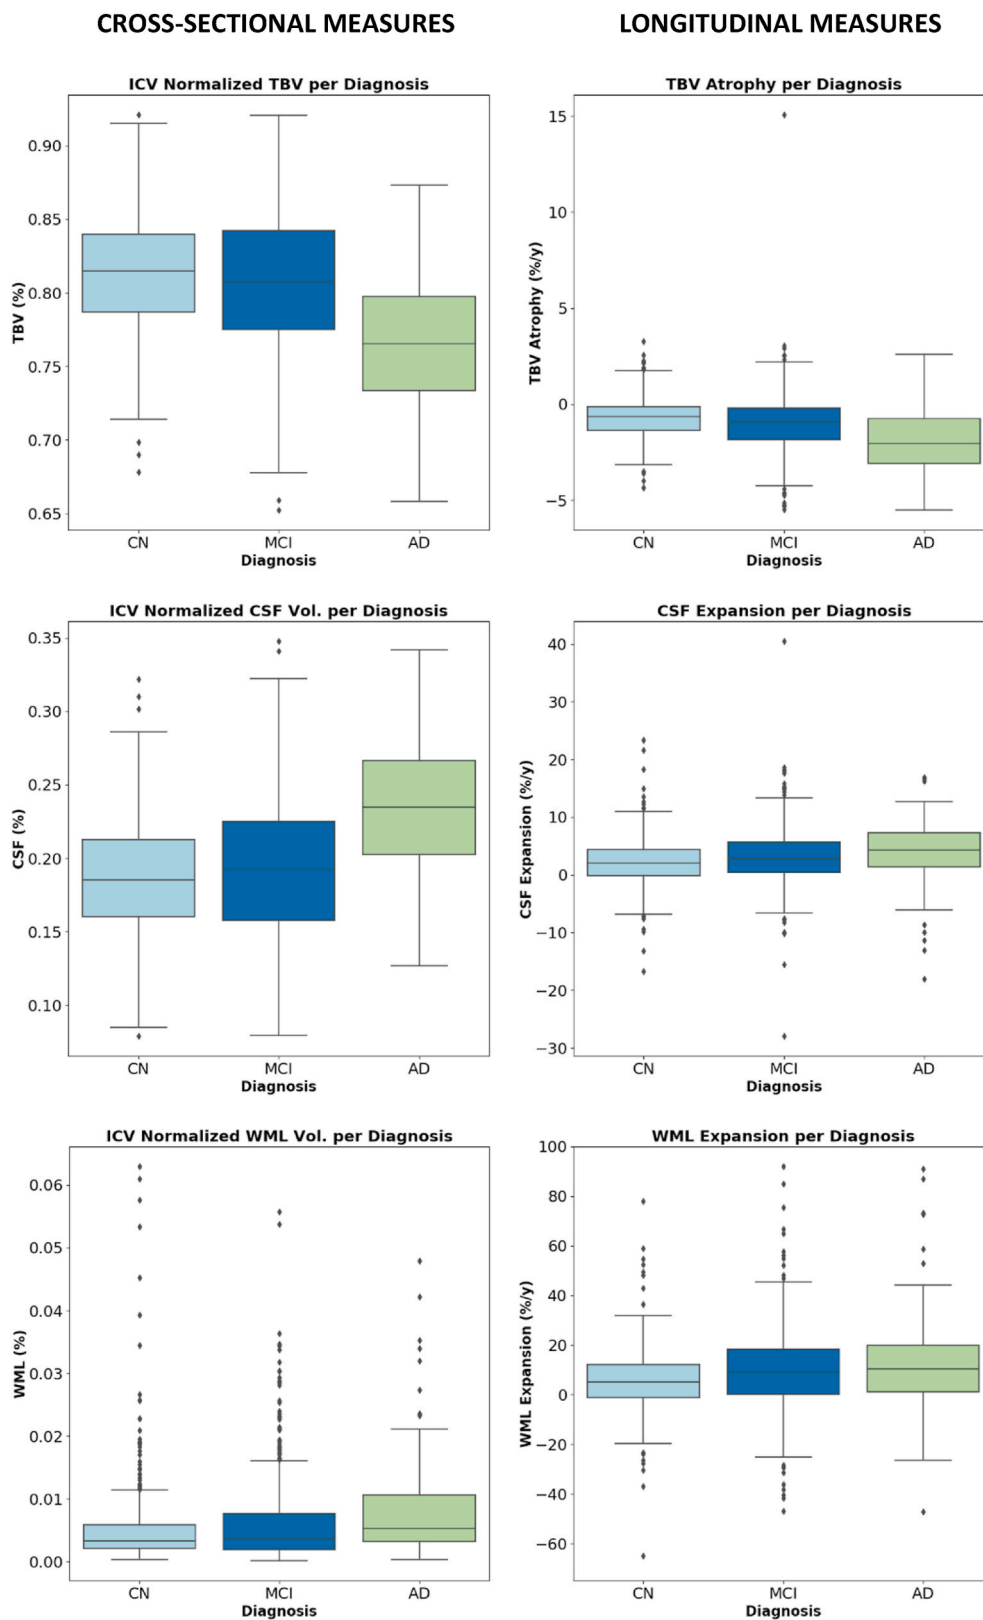 CROSS-SECTIONAL MEASURES
LONGITUDINAL MEASURES
ICV Normalized TBV per Diagnosis
TBV (%)
0.90
0.85
0.80
0.75
0.70
0.65
CN MCI AD
Diagnosis
TBV Atrophy per Diagnosis
TBV Atrophy (%/y)
15
10
5
0
−5
CN MCI AD
Diagnosis
ICV Normalized CSF Vol. per Diagnosis
CSF (%)
0.35
0.30
0.25
0.20
0.15
0.10
CN MCI AD
Diagnosis
CSF Expansion per Diagnosis
CSF Expansion (%/y)
40
30
20
10
0
−10
−20
−30
CN MCI AD
Diagnosis
ICV Normalized WML Vol. per Diagnosis
WML (%)
0.06
0.05
0.04
0.03
0.02
0.01
0.00
CN MCI AD
Diagnosis
WML Expansion per Diagnosis
WML Expansion (%/y)
100
80
60
40
20
0
−20
−40
−60
CN MCI AD
Diagnosis